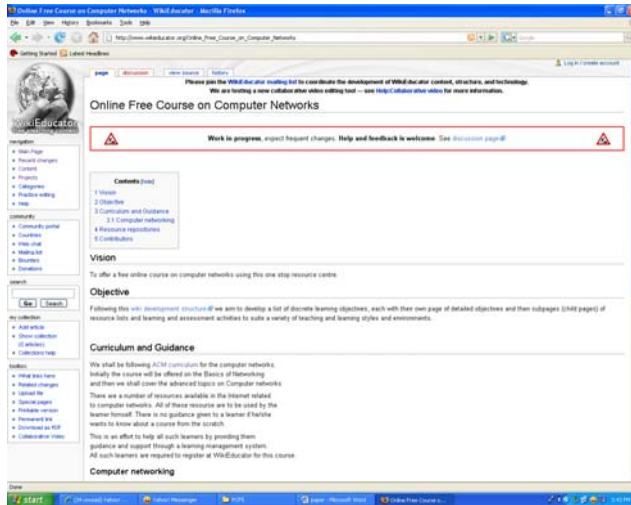 Online Free Course on Computer Networks - WikiEducator - Mozilla Firefox
File Edit View History Bookmarks Tools Help
http://www.wikieducator.org/Online_Free_Course_on_Computer_Networks
Getting Started Latest Headlines
Log in / create account
page discussion view source history
Please join the WikiEducator mailing list to coordinate the development of WikiEducator content, structure, and technology.
We are testing a new collaborative video editing tool — see Help:Collaborative video for more information.
Online Free Course on Computer Networks
WikiEducator
Work in progress, expect frequent changes. Help and feedback is welcome. See discussion page
navigation
Main Page
Recent changes
Content
Projects
Categories
Practice editing
Help
community
Community portal
Countries
Web chat
Mailing list
Bounties
Donations
search
Go Search
my collection
Add article
Show collection
(0 articles)
Collections help
toolbox
What links here
Related changes
Upload file
Special pages
Printable version
Permanent link
Download as PDF
Collaborative Video
Contents [hide]
1 Vision
2 Objective
3 Curriculum and Guidance
3.1 Computer networking
4 Resource repositories
5 Contributors
Vision
To offer a free online course on computer networks using this one stop resource centre.
Objective
Following this wiki development structure we aim to develop a list of discrete learning objectives, each with their own page of detailed objectives and then subpages (child pages) of
resource lists and learning and assessment activities to suite a variety of teaching and learning styles and environments.
Curriculum and Guidance
We shall be following ACM curriculum for the computer networks.
Initially the course will be offered on the Basics of Networking
and then we shall cover the advanced topics on Computer networks
There are a number of resources available in the Internet related
to computer networks. All of these resource are to be used by the
learner himself. There is no guidance given to a learner if he/she
wants to know about a course from the scratch.
This is an effort to help all such learners by providing them
guidance and support through a learning management system.
All such learners are required to register at WikiEducator for this course.
Computer networking
Done
start
Yahoo! Messenger
paper - Microsoft Word
Online Free Course o...
5:43 PM